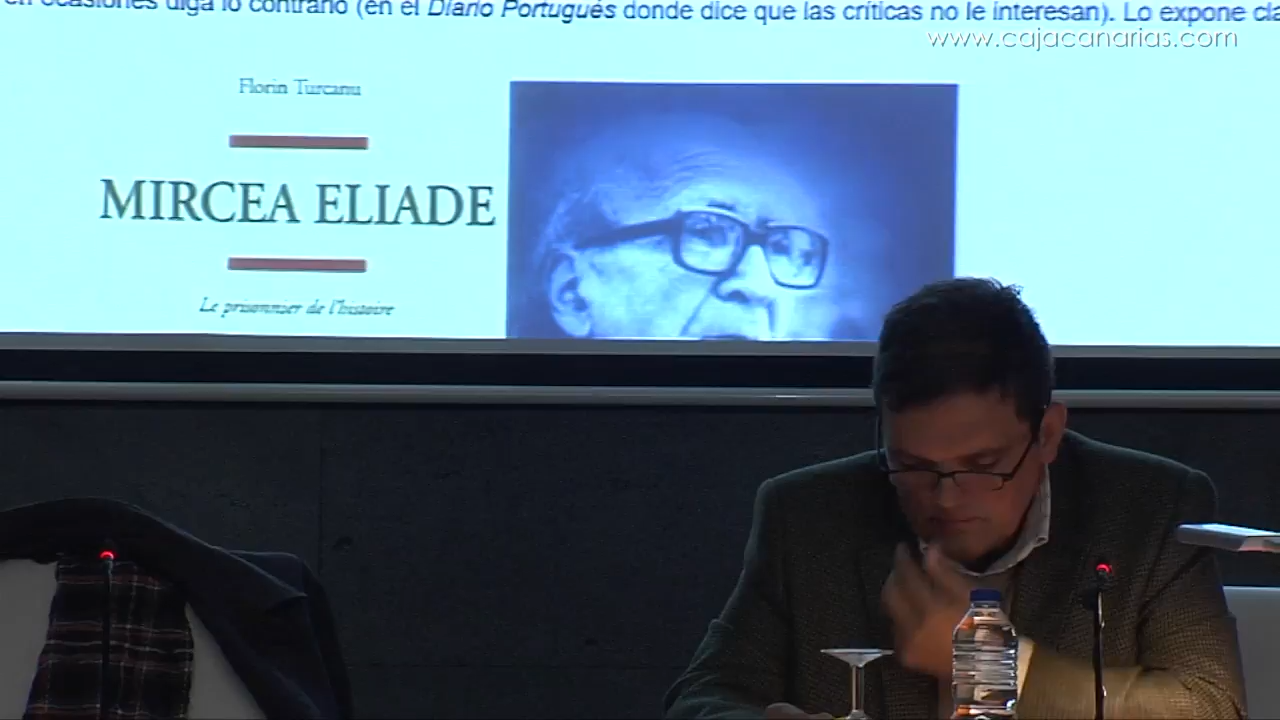 en ocasiones diga lo contrario (en el Diario Portugués donde dice que las críticas no le interesan). Lo expone
www.cajacanarias.com
Florin Turcanu
MIRCEA ELIADE
Le prisonnier de l'histoire